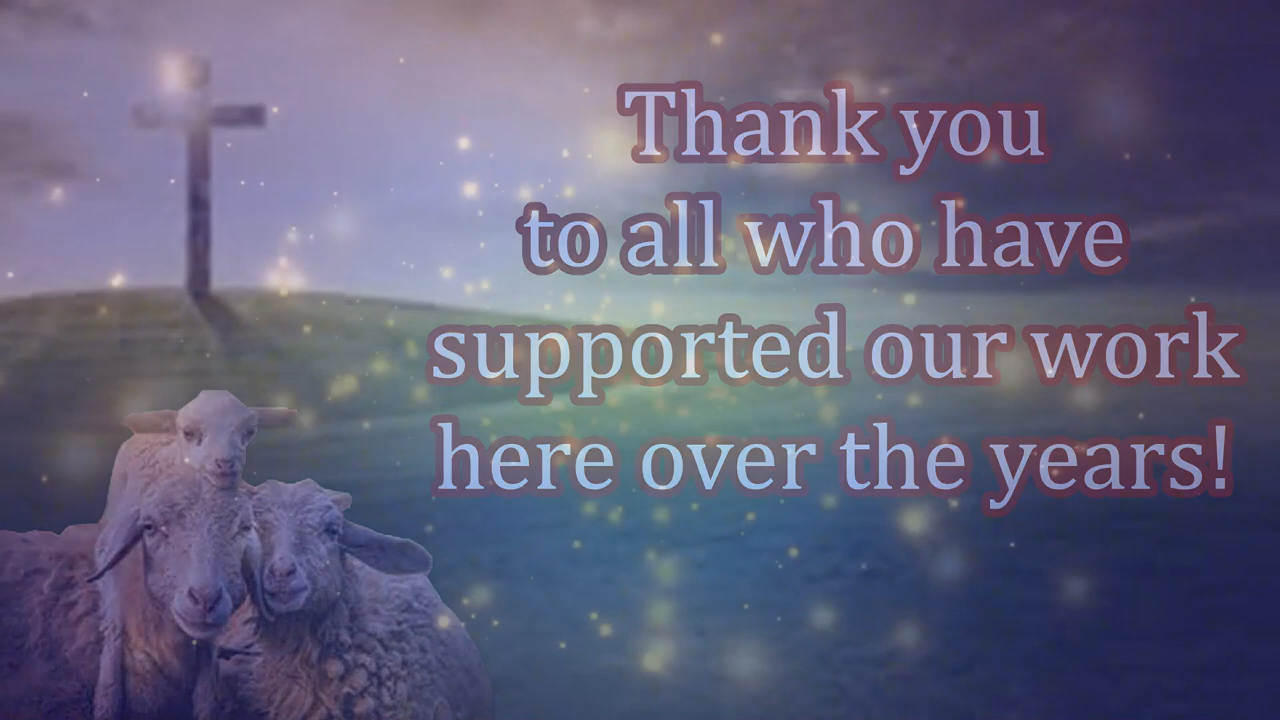 Thank you
to all who have
supported our work
here over the years!